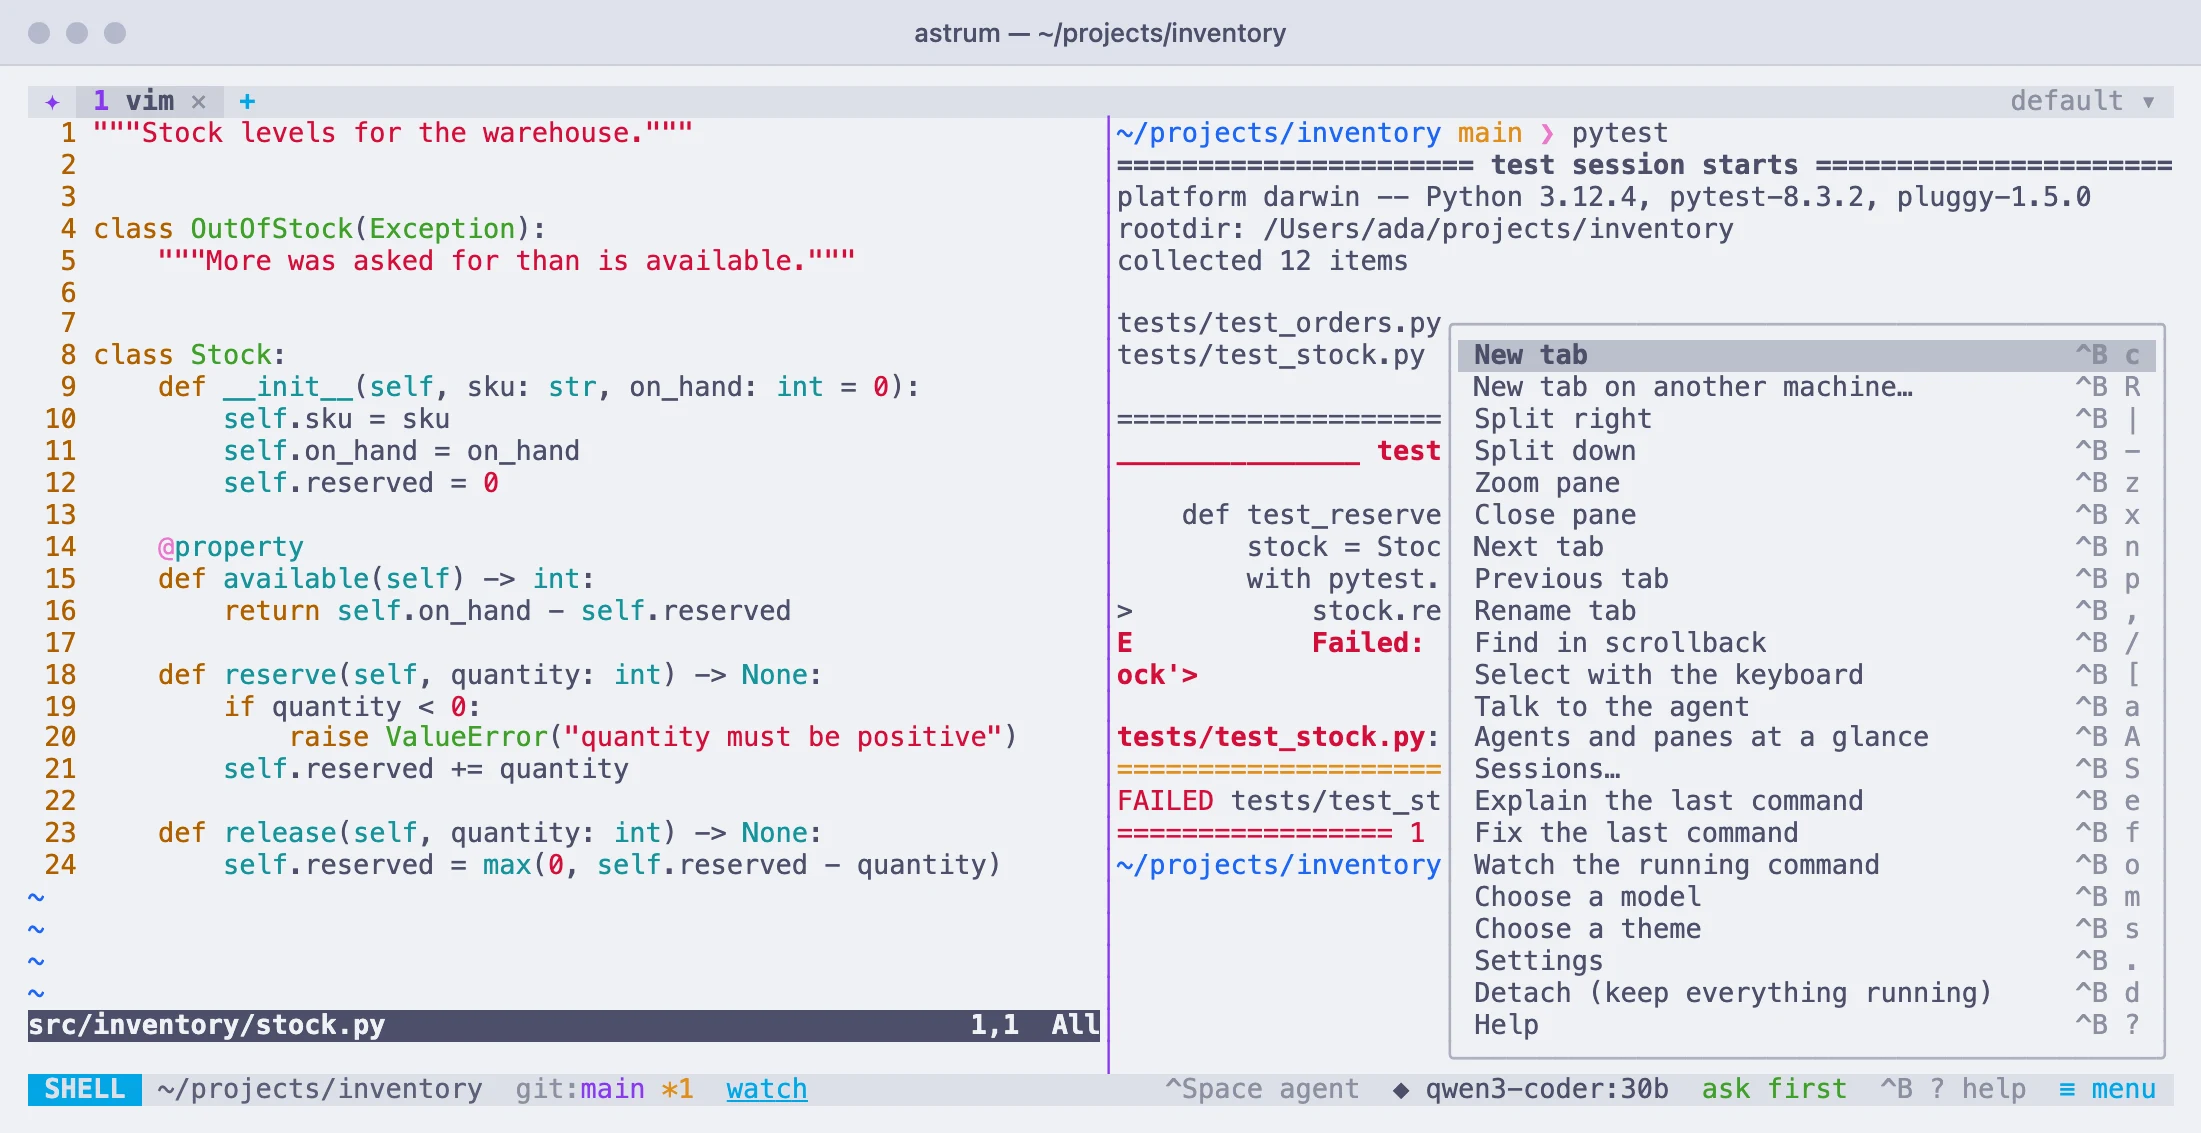 astrum — ~/projects/inventory
✦ 1 vim × + default ▼
1 """Stock levels for the warehouse."""
2
3
4 class OutOfStock(Exception):
5     """More was asked for than is available."""
6
7
8 class Stock:
9     def __init__(self, sku: str, on_hand: int = 0):
10         self.sku = sku
11         self.on_hand = on_hand
12         self.reserved = 0
13
14     @property
15     def available(self) -> int:
16         return self.on_hand - self.reserved
17
18     def reserve(self, quantity: int) -> None:
19         if quantity < 0:
20             raise ValueError("quantity must be positive")
21         self.reserved += quantity
22
23     def release(self, quantity: int) -> None:
24         self.reserved = max(0, self.reserved - quantity)
~
~
~
~
src/inventory/stock.py 1,1 All
~/projects/inventory main ❯ pytest
====================== test session starts ======================
platform darwin -- Python 3.12.4, pytest-8.3.2, pluggy-1.5.0
rootdir: /Users/ada/projects/inventory
collected 12 items
tests/test_orders.py
tests/test_stock.py
====================
_______________ test
    def test_reserve
        stock = Stoc
        with pytest.
>           stock.re
E           Failed:
ock'>
tests/test_stock.py:
====================
FAILED tests/test_st
================= 1
~/projects/inventory
New tab ^B c
New tab on another machine… ^B R
Split right ^B |
Split down ^B -
Zoom pane ^B z
Close pane ^B x
Next tab ^B n
Previous tab ^B p
Rename tab ^B ,
Find in scrollback ^B /
Select with the keyboard ^B [
Talk to the agent ^B a
Agents and panes at a glance ^B A
Sessions… ^B S
Explain the last command ^B e
Fix the last command ^B f
Watch the running command ^B o
Choose a model ^B m
Choose a theme ^B s
Settings ^B .
Detach (keep everything running) ^B d
Help ^B ?
SHELL ~/projects/inventory git:main *1 watch ^Space agent ◆ qwen3-coder:30b ask first ^B ? help ≡ menu